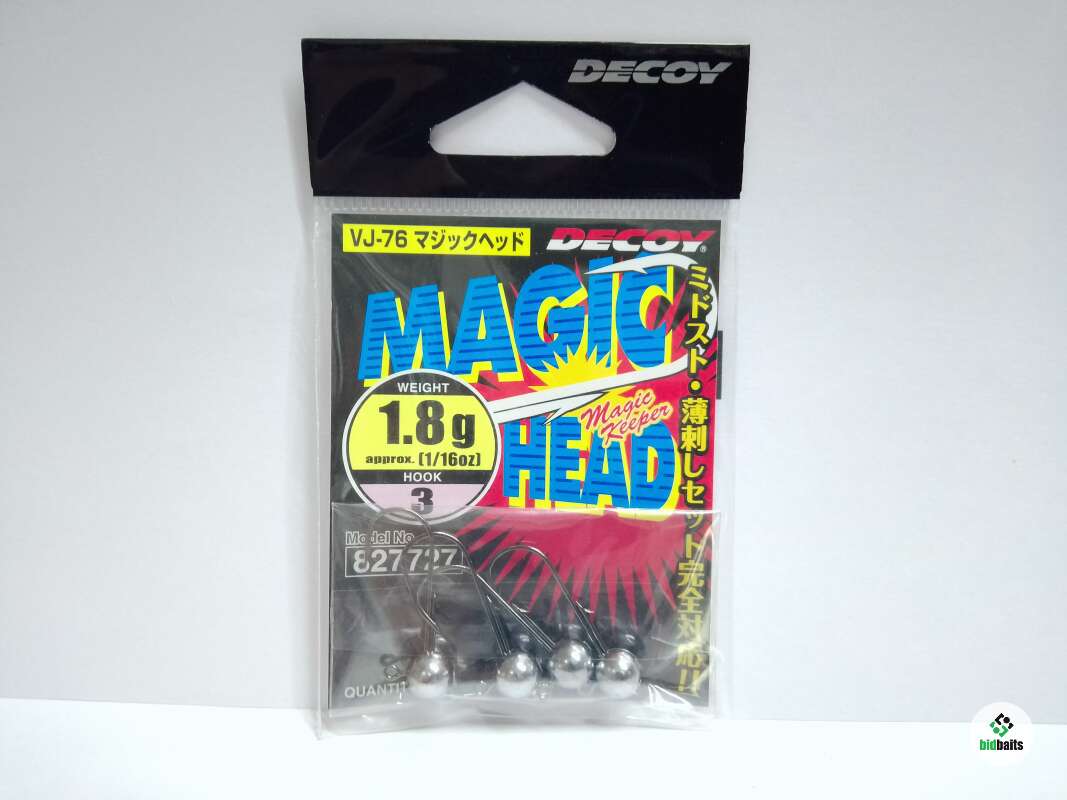 DECOY
VJ-76 マジックヘッド
DECOY®
MAGIC
HEAD
Magic
Keeper
WEIGHT
1.8g
approx.(1/16oz)
HOOK
3
Model No.
827727
QUANTIT
ミドスト・薄刺しセット完全対応!!
bidbaits